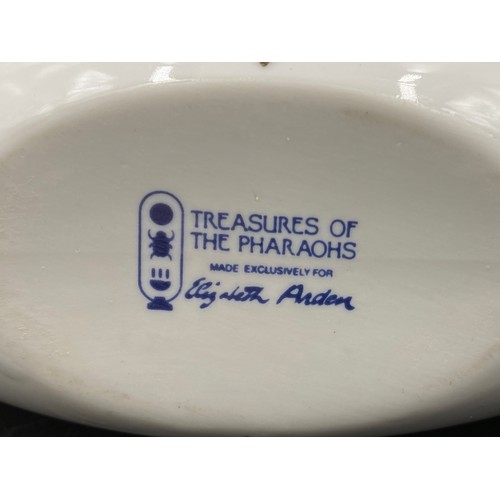 TREASURES OF
THE PHARAOHS
MADE EXCLUSIVELY FOR
Elizabeth Arden